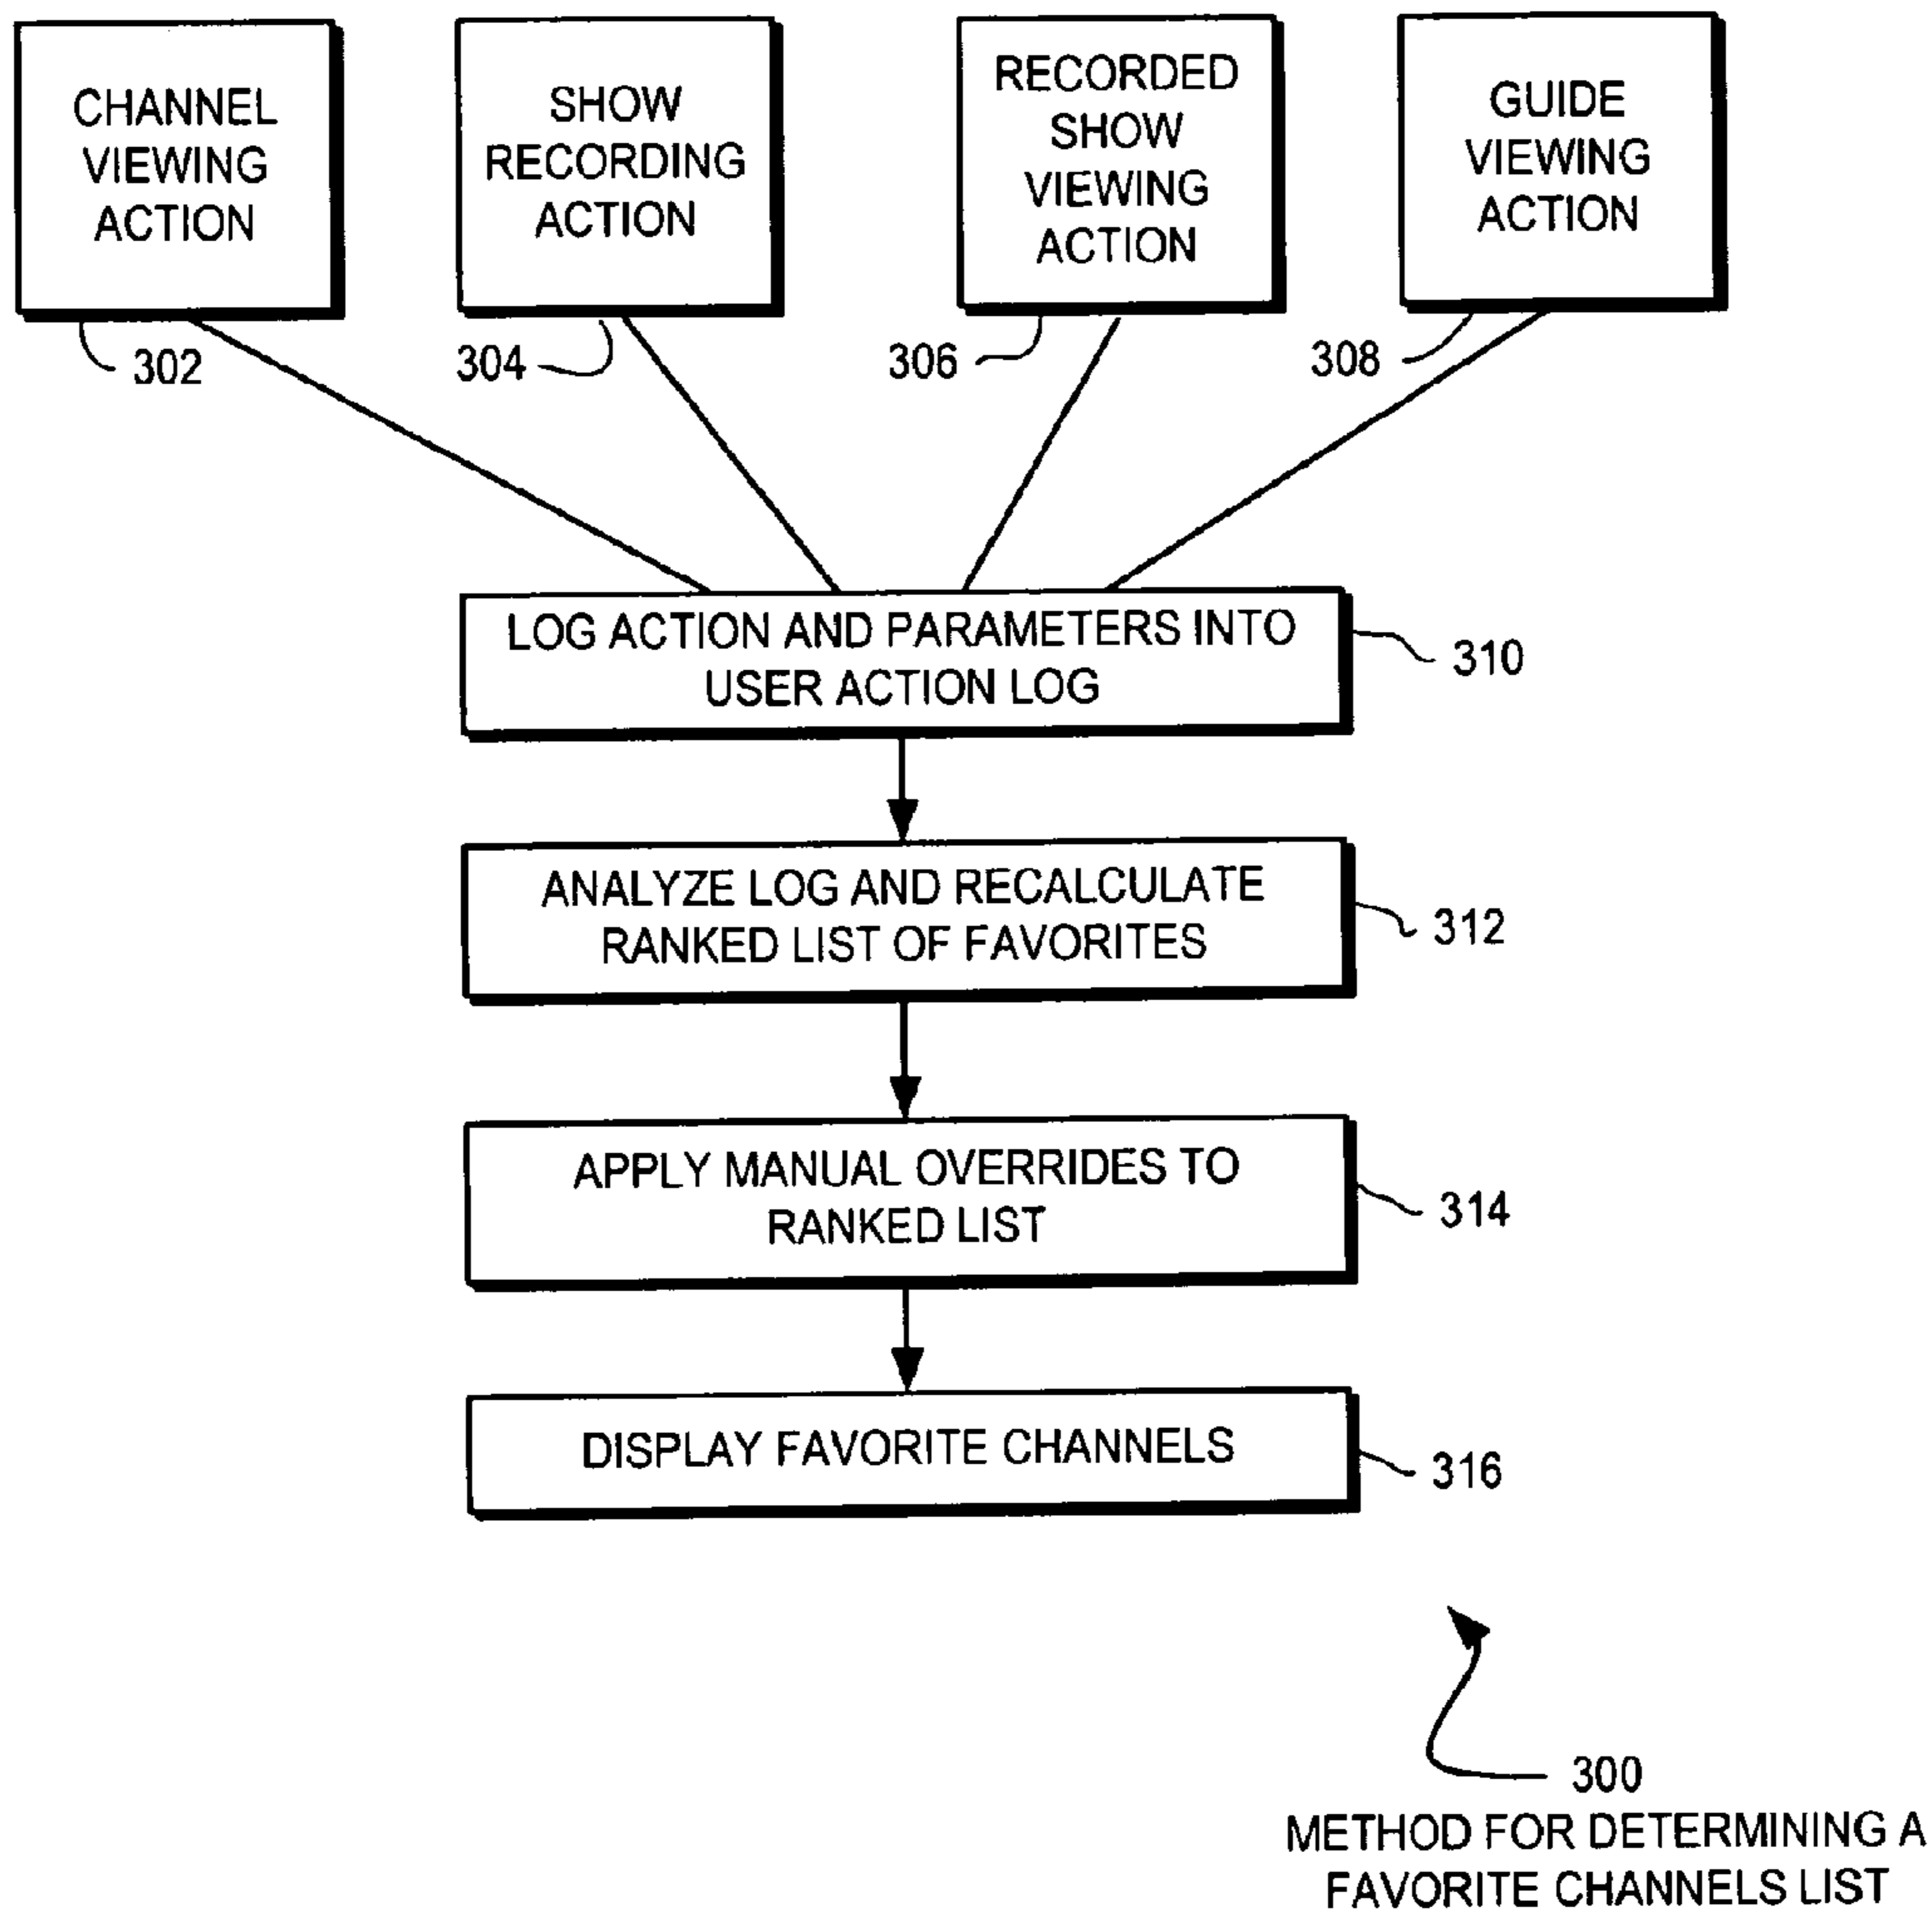 CHANNEL
VIEWING
ACTION
302
SHOW
RECORDING
ACTION
304
RECORDED
SHOW
VIEWING
ACTION
306
GUIDE
VIEWING
ACTION
308
LOG ACTION AND PARAMETERS INTO
USER ACTION LOG
310
ANALYZE LOG AND RECALCULATE
RANKED LIST OF FAVORITES
312
APPLY MANUAL OVERRIDES TO
RANKED LIST
314
DISPLAY FAVORITE CHANNELS
316
300
METHOD FOR DETERMINING A
FAVORITE CHANNELS LIST